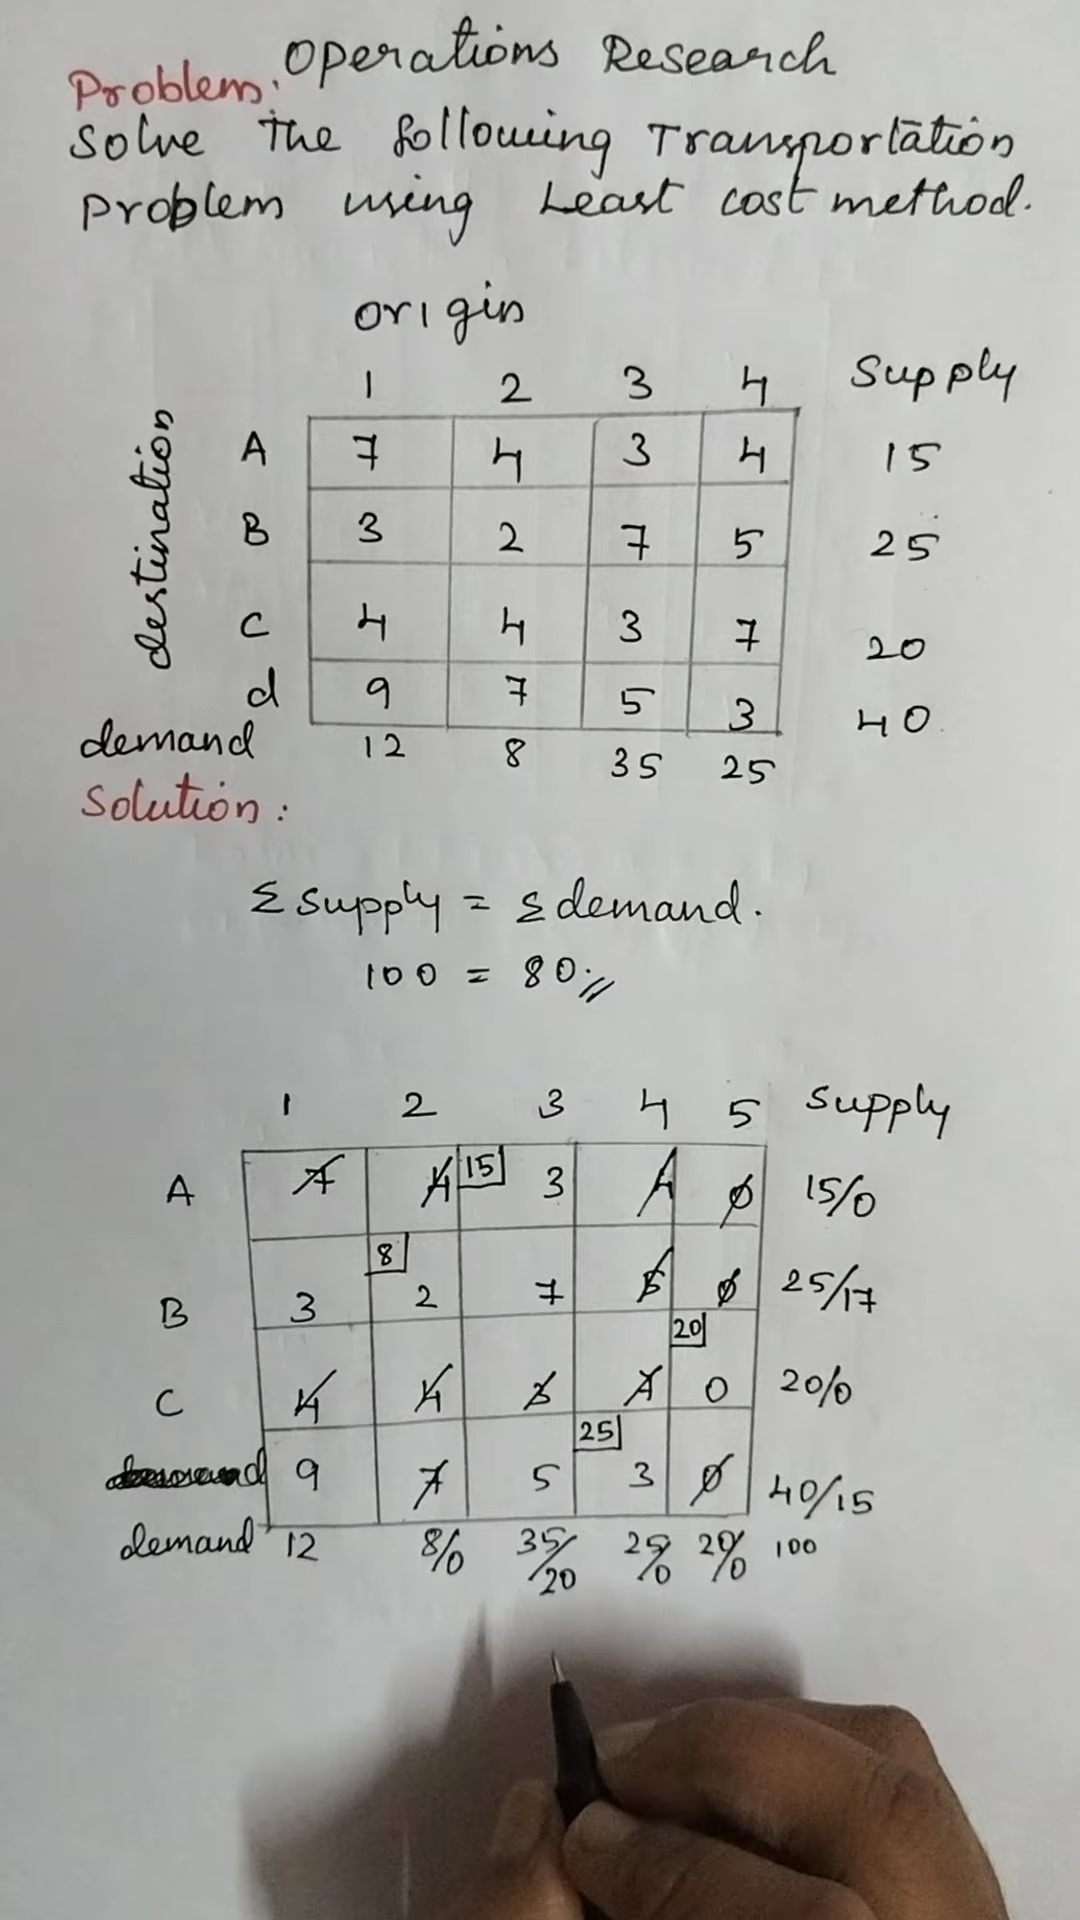 Operations Research
Problem:
Solve The following Transportation
problem using Least cost method.
origin
1 2 3 4 Supply
destination
A 7 4 3 4 15
B 3 2 7 5 25
C 4 4 3 7 20
d 9 7 5 3 40
demand 12 8 35 25
Solution:
Σ Supply = Σ demand.
100 = 80.
1 2 3 4 5 Supply
A 7 4 15 3 4 0 15/0
B 3 8 2 7 5 0 25/17
C 4 4 3 7 20 0 20/0
d 9 7 5 25 3 0 40/15
demand 12 8/0 35/20 25/0 20/0 100